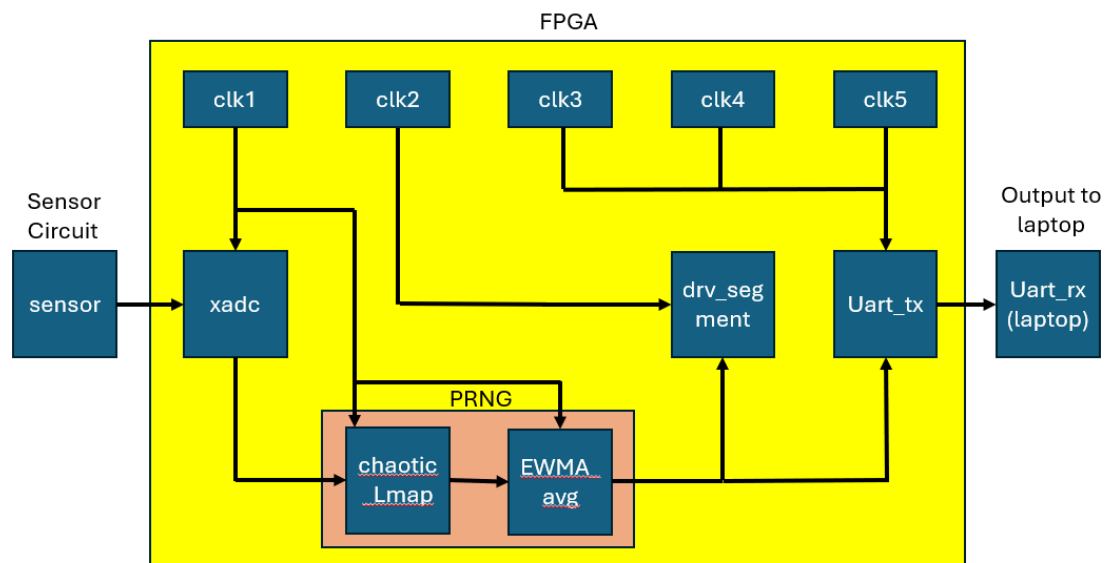 FPGA
clk1
clk2
clk3
clk4
clk5
Sensor
Circuit
Output to
laptop
sensor
xadc
drv_seg
ment
Uart_tx
Uart_rx
(laptop)
PRNG
chaotic
_Lmap
EWMA_
avg